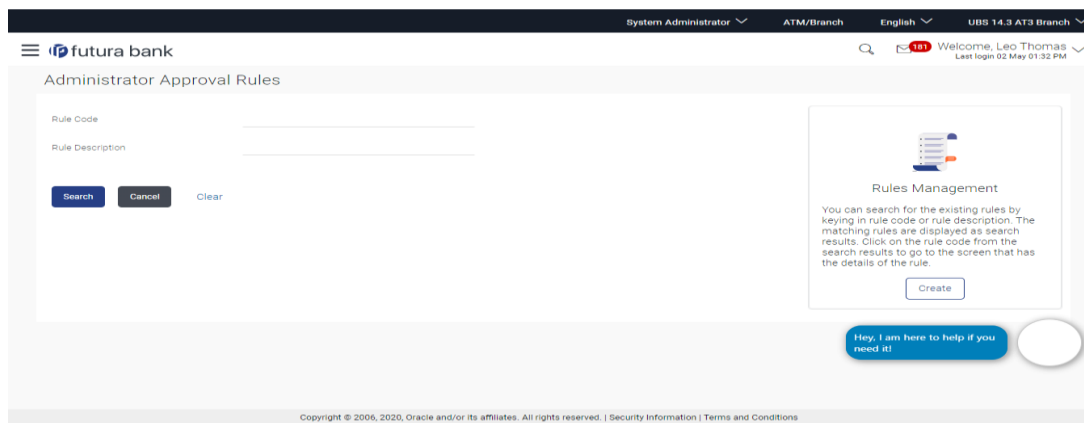 System Administrator ATM/Branch English UBS 14.3 AT3 Branch
futura bank 181 Welcome, Leo Thomas
Last login 02 May 01:32 PM
Administrator Approval Rules
Rule Code
Rule Description
Search Cancel Clear
Rules Management
You can search for the existing rules by
keying in rule code or rule description. The
matching rules are displayed as search
results. Click on the rule code from the
search results to go to the screen that has
the details of the rule.
Create
Hey, I am here to help if you
need it!
Copyright © 2006, 2020, Oracle and/or its affiliates. All rights reserved. | Security Information | Terms and Conditions